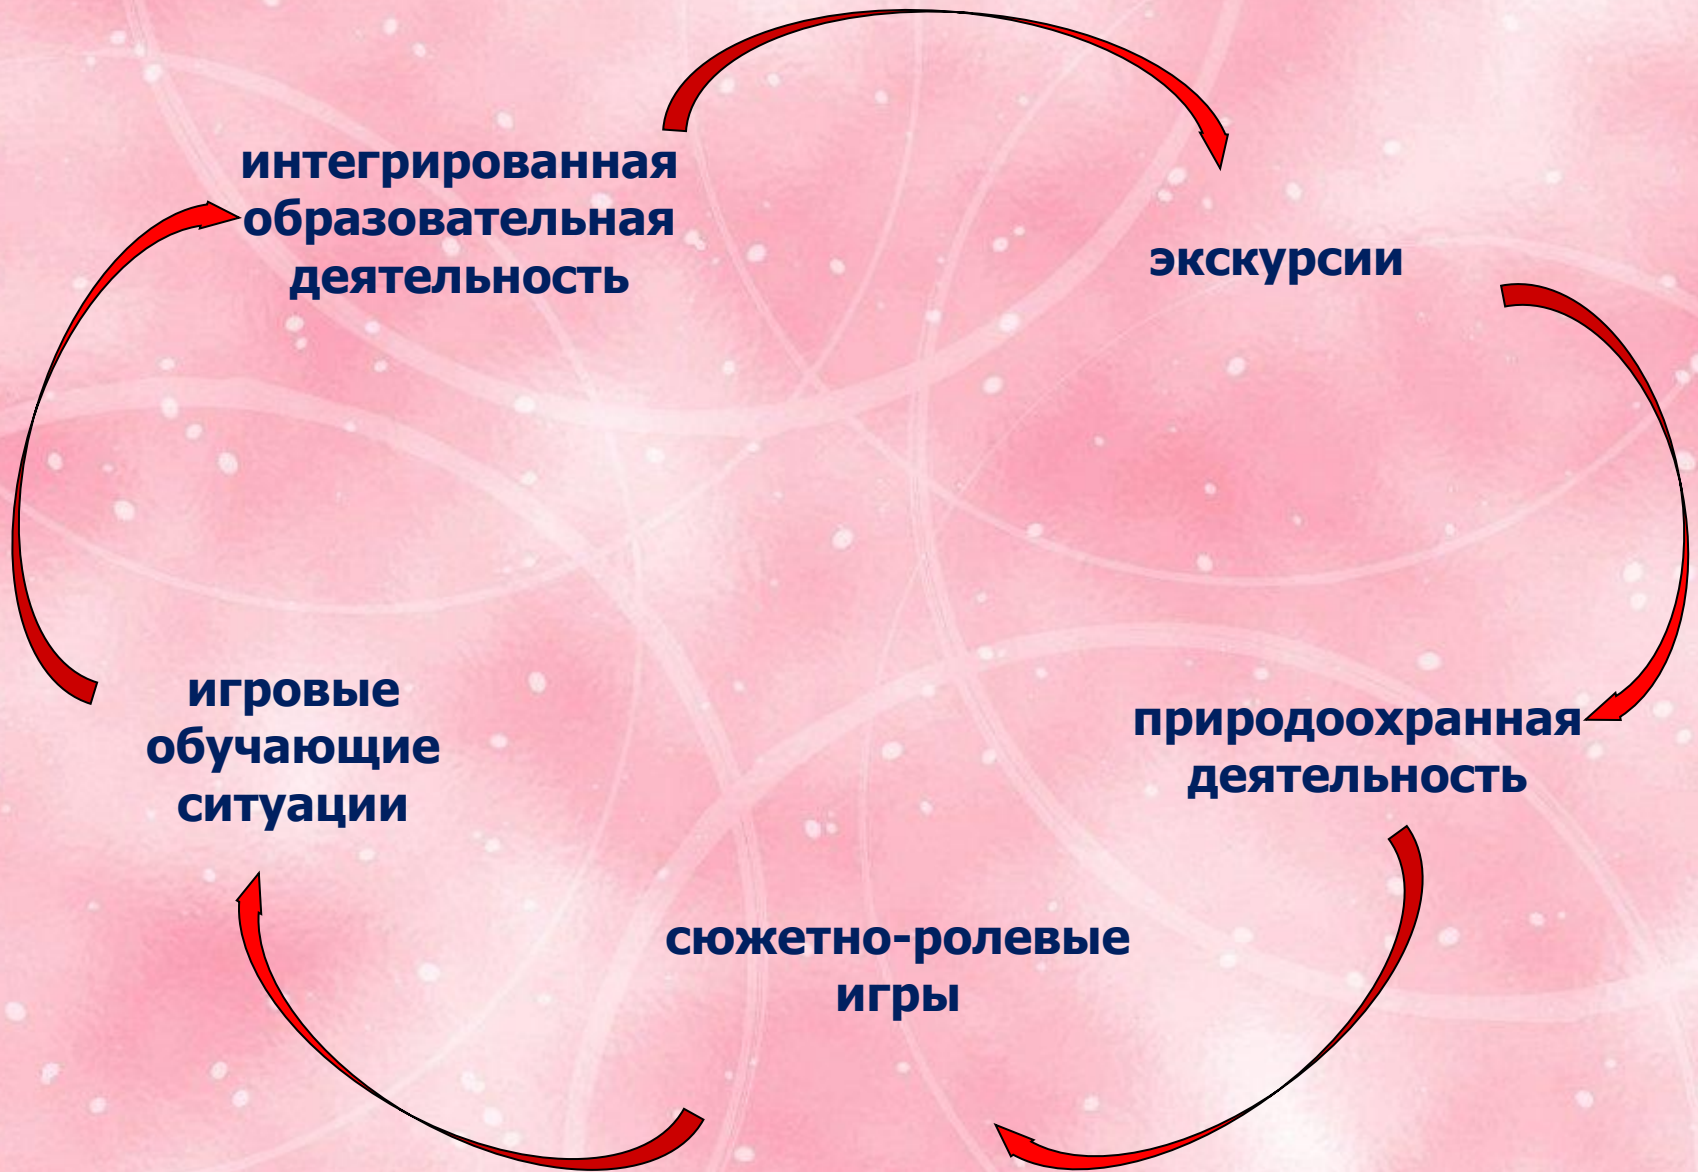 интегрированная
образовательная
деятельность
экскурсии
природоохранная
деятельность
сюжетно-ролевые
игры
игровые
обучающие
ситуации